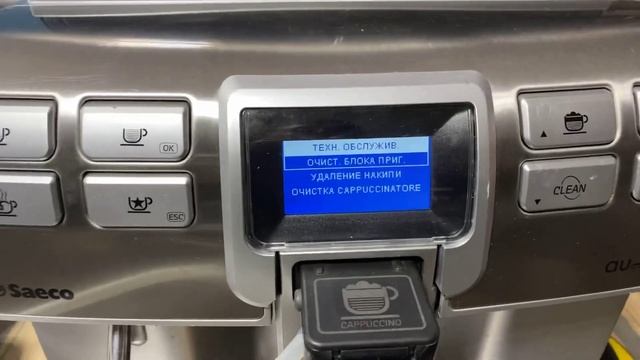 ТЕХН. ОБСЛУЖИВ.
ОЧИСТ. БЛОКА ПРИГ.
УДАЛЕНИЕ НАКИПИ
ОЧИСТКА CAPPUCCINATORE
OK
ESC
CLEAN
Saeco
CAPPUCCINO